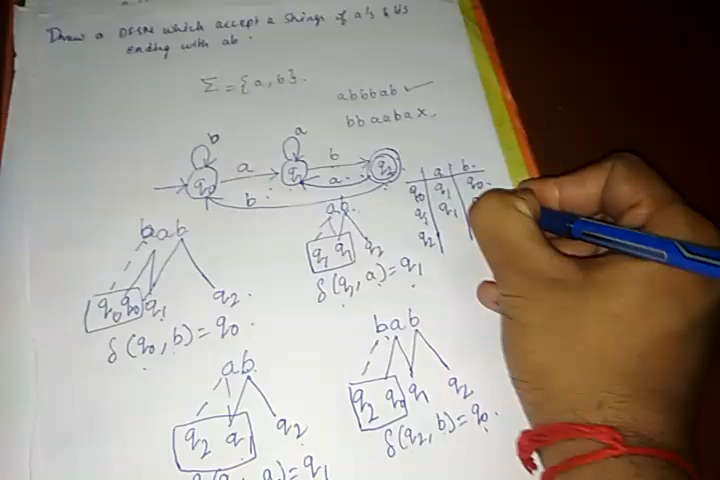 Draw a DFSM which accept a strings of a's & b's
ending with ab.
Σ = {a, b}.
abbbab ✓
bbaabax.
b a
q0 a q1 b q2
a
b
a b.
q0 q1 q0.
q1 q1
q2
bab
q0 q0 q1 q2.
δ(q0, b) = q0.
ab.
q1 q1 q2
δ(q1, a) = q1
bab
q2 q0 q1 q2
δ(q2, b) = q0.
ab.
q2 q1 q2
a) = q1